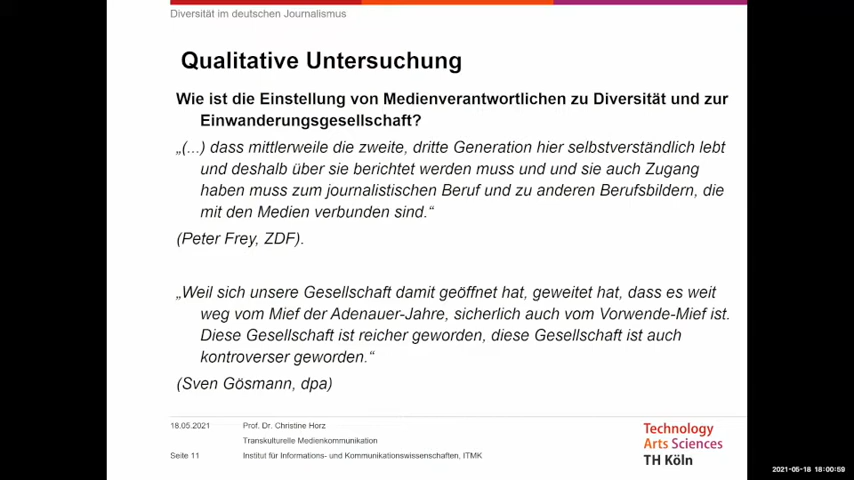 Diversität im deutschen Journalismus
Qualitative Untersuchung
Wie ist die Einstellung von Medienverantwortlichen zu Diversität und zur
Einwanderungsgesellschaft?
„(...) dass mittlerweile die zweite, dritte Generation hier selbstverständlich lebt
und deshalb über sie berichtet werden muss und und sie auch Zugang
haben muss zum journalistischen Beruf und zu anderen Berufsbildern, die
mit den Medien verbunden sind.“
(Peter Frey, ZDF).
„Weil sich unsere Gesellschaft damit geöffnet hat, geweitet hat, dass es weit
weg vom Mief der Adenauer-Jahre, sicherlich auch vom Vorwende-Mief ist.
Diese Gesellschaft ist reicher geworden, diese Gesellschaft ist auch
kontroverser geworden.“
(Sven Gösmann, dpa)
18.05.2021
Prof. Dr. Christine Horz
Transkulturelle Medienkommunikation
Seite 11
Institut für Informations- und Kommunikationswissenschaften, ITMK
Technology
Arts Sciences
TH Köln
2021-05-18 18:00:59